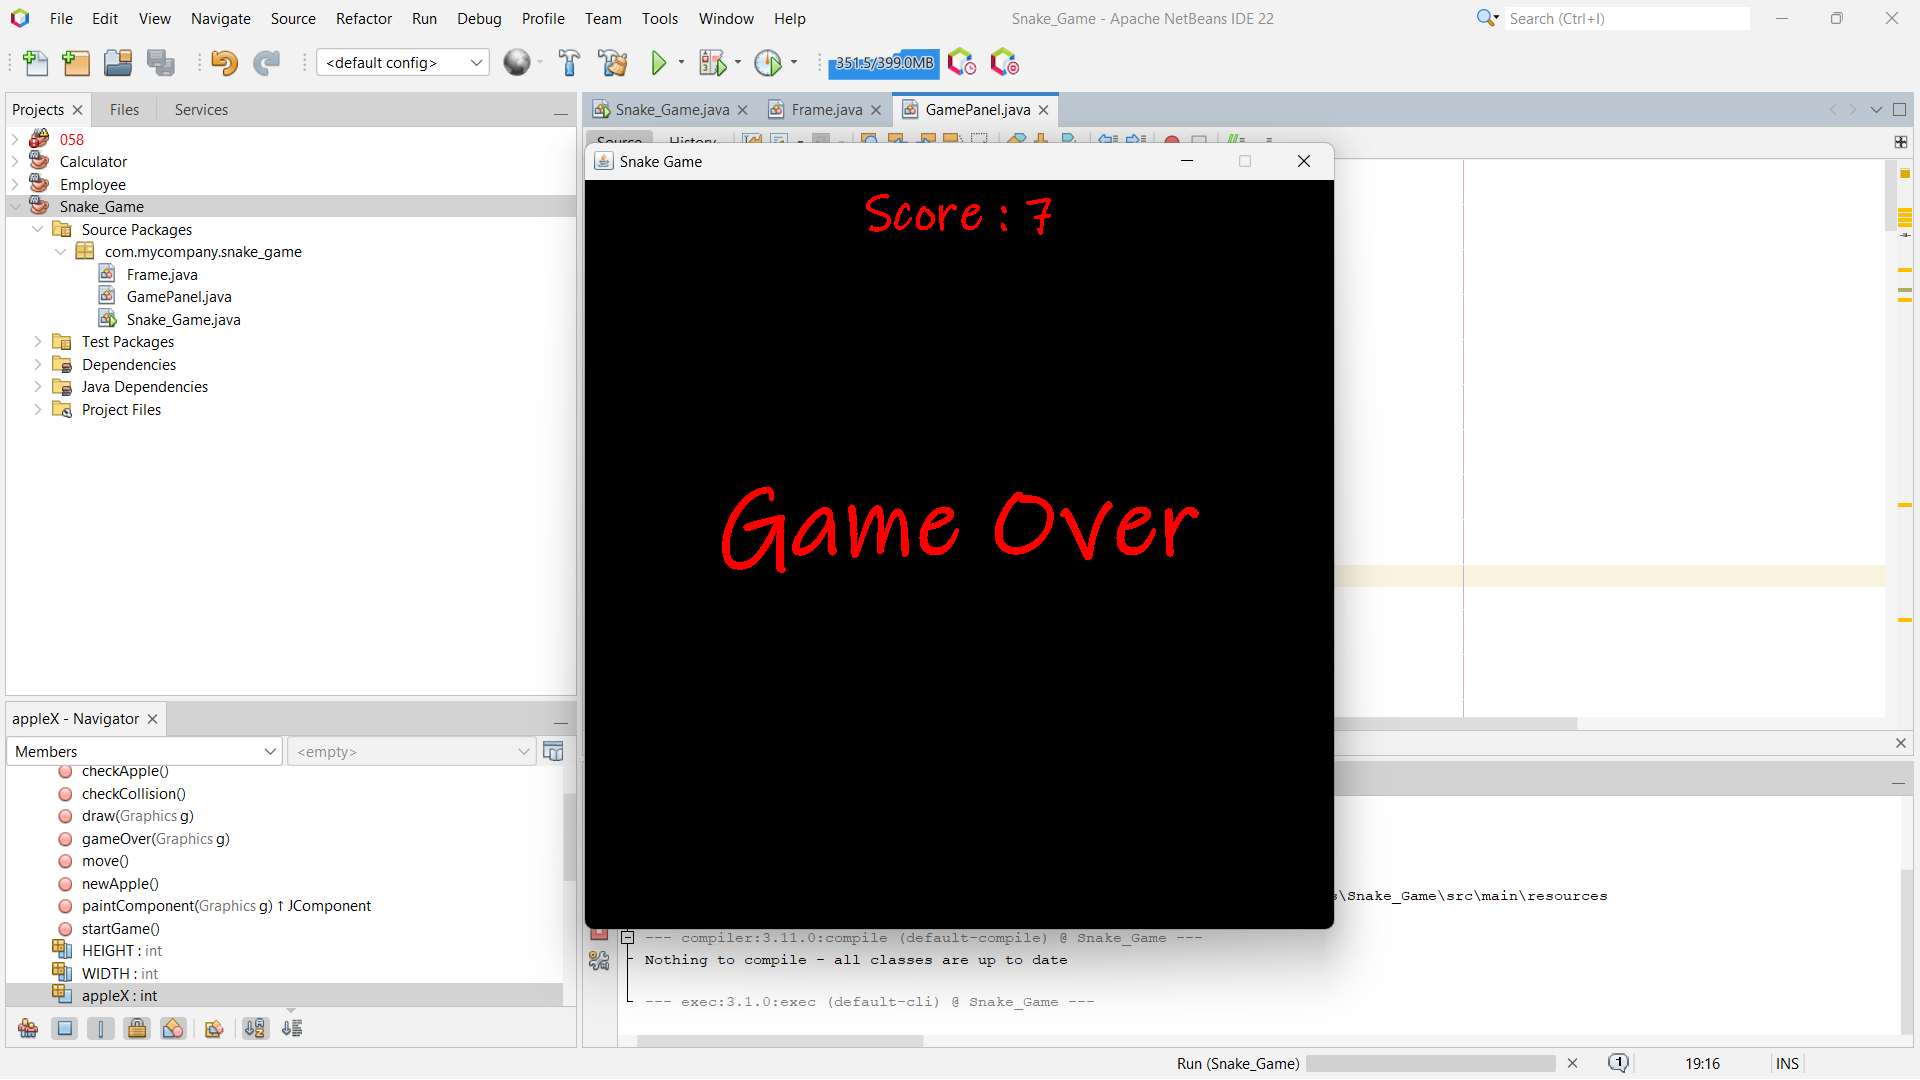 File Edit View Navigate Source Refactor Run Debug Profile Team Tools Window Help
Snake_Game - Apache NetBeans IDE 22
Search (Ctrl+I)
<default config>
351.5/399.0MB
Projects Files Services
Snake_Game.java Frame.java GamePanel.java
Source History
058
Calculator
Employee
Snake_Game
Source Packages
com.mycompany.snake_game
Frame.java
GamePanel.java
Snake_Game.java
Test Packages
Dependencies
Java Dependencies
Project Files
Snake Game
Score : 7
Game Over
appleX - Navigator
Members
<empty>
checkApple()
checkCollision()
draw(Graphics g)
gameOver(Graphics g)
move()
newApple()
paintComponent(Graphics g) ↑ JComponent
startGame()
HEIGHT : int
WIDTH : int
appleX : int
\Snake_Game\src\main\resources
--- compiler:3.11.0:compile (default-compile) @ Snake_Game ---
Nothing to compile - all classes are up to date
--- exec:3.1.0:exec (default-cli) @ Snake_Game ---
Run (Snake_Game)
1
19:16
INS